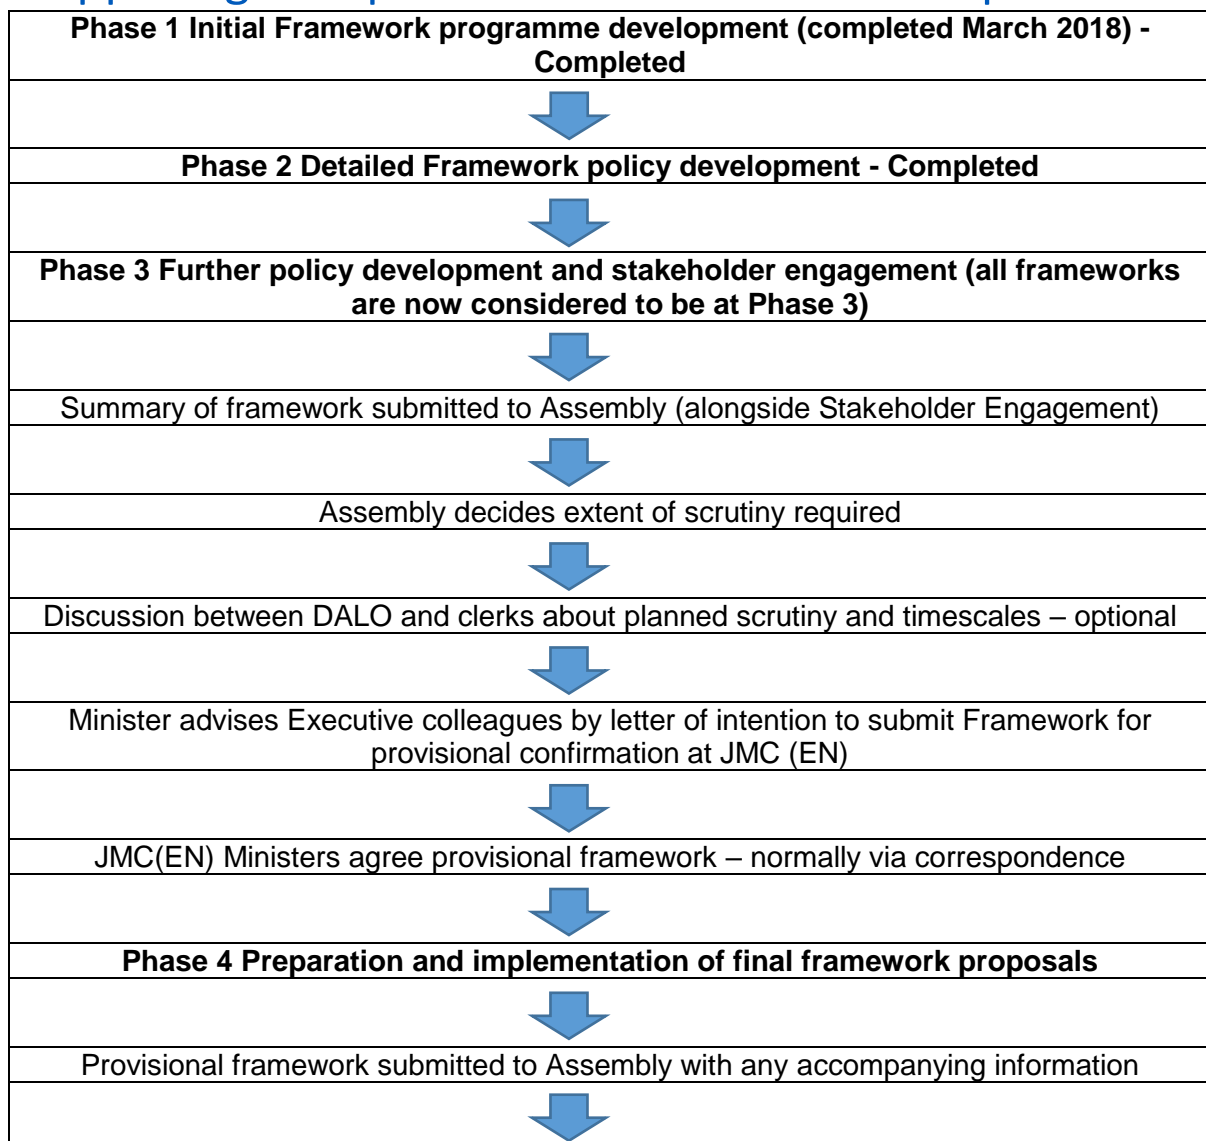 Phase 1 Initial Framework programme development (completed March 2018) -
Completed
Phase 2 Detailed Framework policy development - Completed
Phase 3 Further policy development and stakeholder engagement (all frameworks
are now considered to be at Phase 3)
Summary of framework submitted to Assembly (alongside Stakeholder Engagement)
Assembly decides extent of scrutiny required
Discussion between DALO and clerks about planned scrutiny and timescales – optional
Minister advises Executive colleagues by letter of intention to submit Framework for
provisional confirmation at JMC (EN)
JMC(EN) Ministers agree provisional framework – normally via correspondence
Phase 4 Preparation and implementation of final framework proposals
Provisional framework submitted to Assembly with any accompanying information